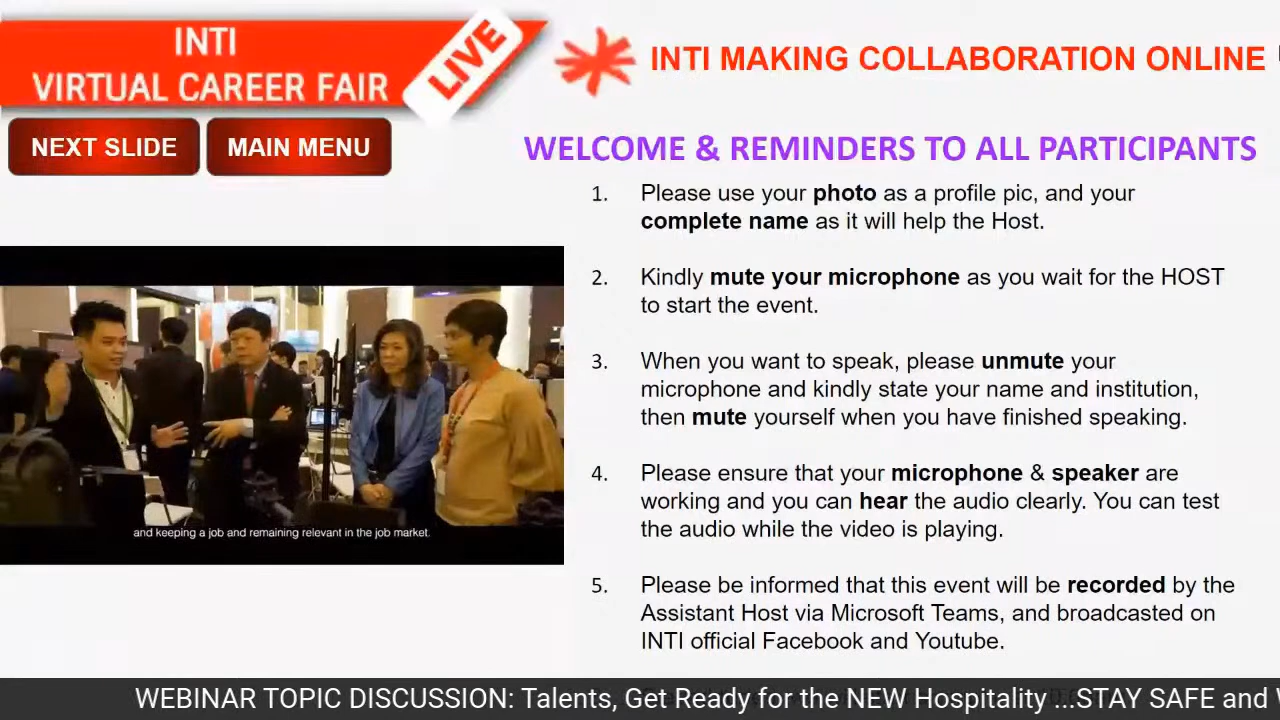 INTI
VIRTUAL CAREER FAIR
LIVE
INTI MAKING COLLABORATION ONLINE
NEXT SLIDE
MAIN MENU
WELCOME & REMINDERS TO ALL PARTICIPANTS
1. Please use your photo as a profile pic, and your
complete name as it will help the Host.
2. Kindly mute your microphone as you wait for the HOST
to start the event.
3. When you want to speak, please unmute your
microphone and kindly state your name and institution,
then mute yourself when you have finished speaking.
4. Please ensure that your microphone & speaker are
working and you can hear the audio clearly. You can test
the audio while the video is playing.
5. Please be informed that this event will be recorded by the
Assistant Host via Microsoft Teams, and broadcasted on
INTI official Facebook and Youtube.
and keeping a job and remaining relevant in the job market.
WEBINAR TOPIC DISCUSSION: Talents, Get Ready for the NEW Hospitality ...STAY SAFE and